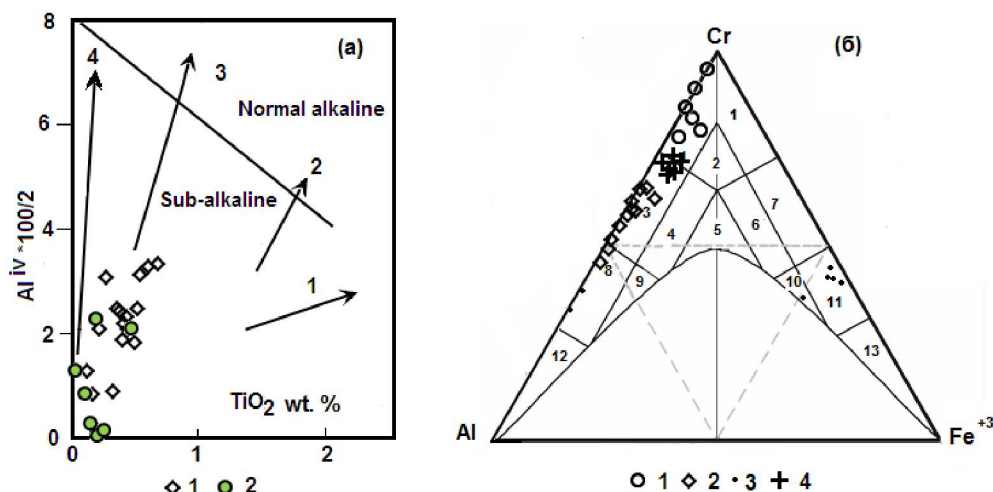 8
(a)
4
3
Normal alkaline
6
2
Sub-alkaline
4
Al iv *100/2
1
2
TiO2 wt. %
0
0 1 2
1 2
Cr
(б)
1
2
7
3
4
5
6
8
9
10
11
12
13
Al
Fe +3
1 2 3 4